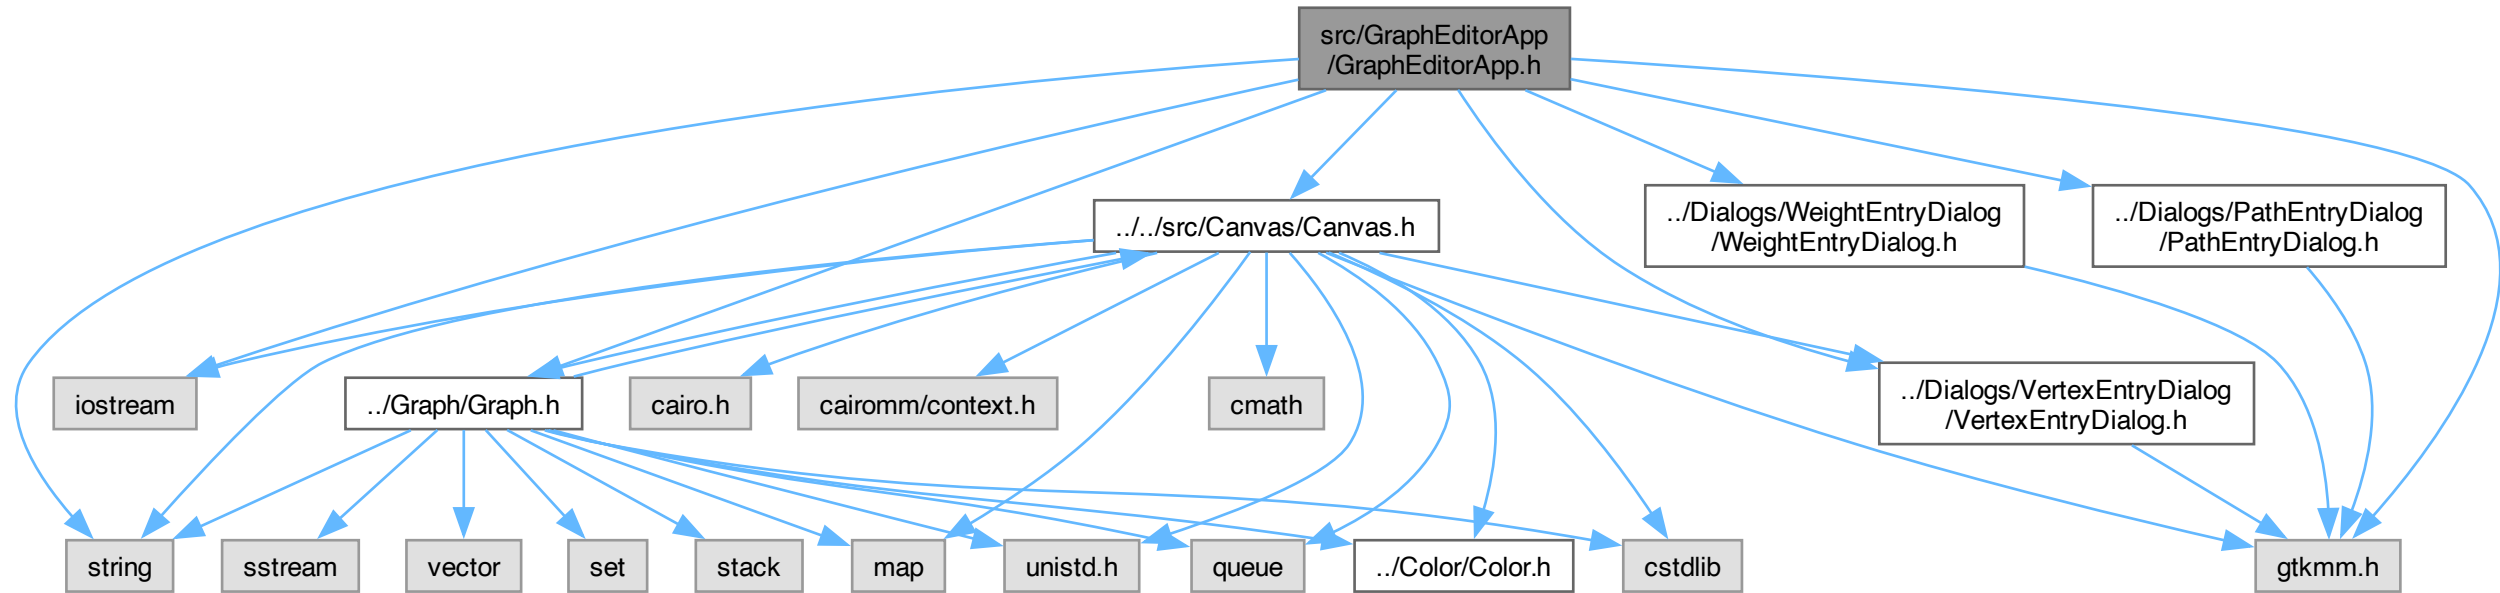 src/GraphEditorApp
/GraphEditorApp.h
../../src/Canvas/Canvas.h
../Dialogs/WeightEntryDialog
/WeightEntryDialog.h
../Dialogs/PathEntryDialog
/PathEntryDialog.h
iostream
../Graph/Graph.h
cairo.h
cairomm/context.h
cmath
../Dialogs/VertexEntryDialog
/VertexEntryDialog.h
string
sstream
vector
set
stack
map
unistd.h
queue
../Color/Color.h
cstdlib
gtkmm.h